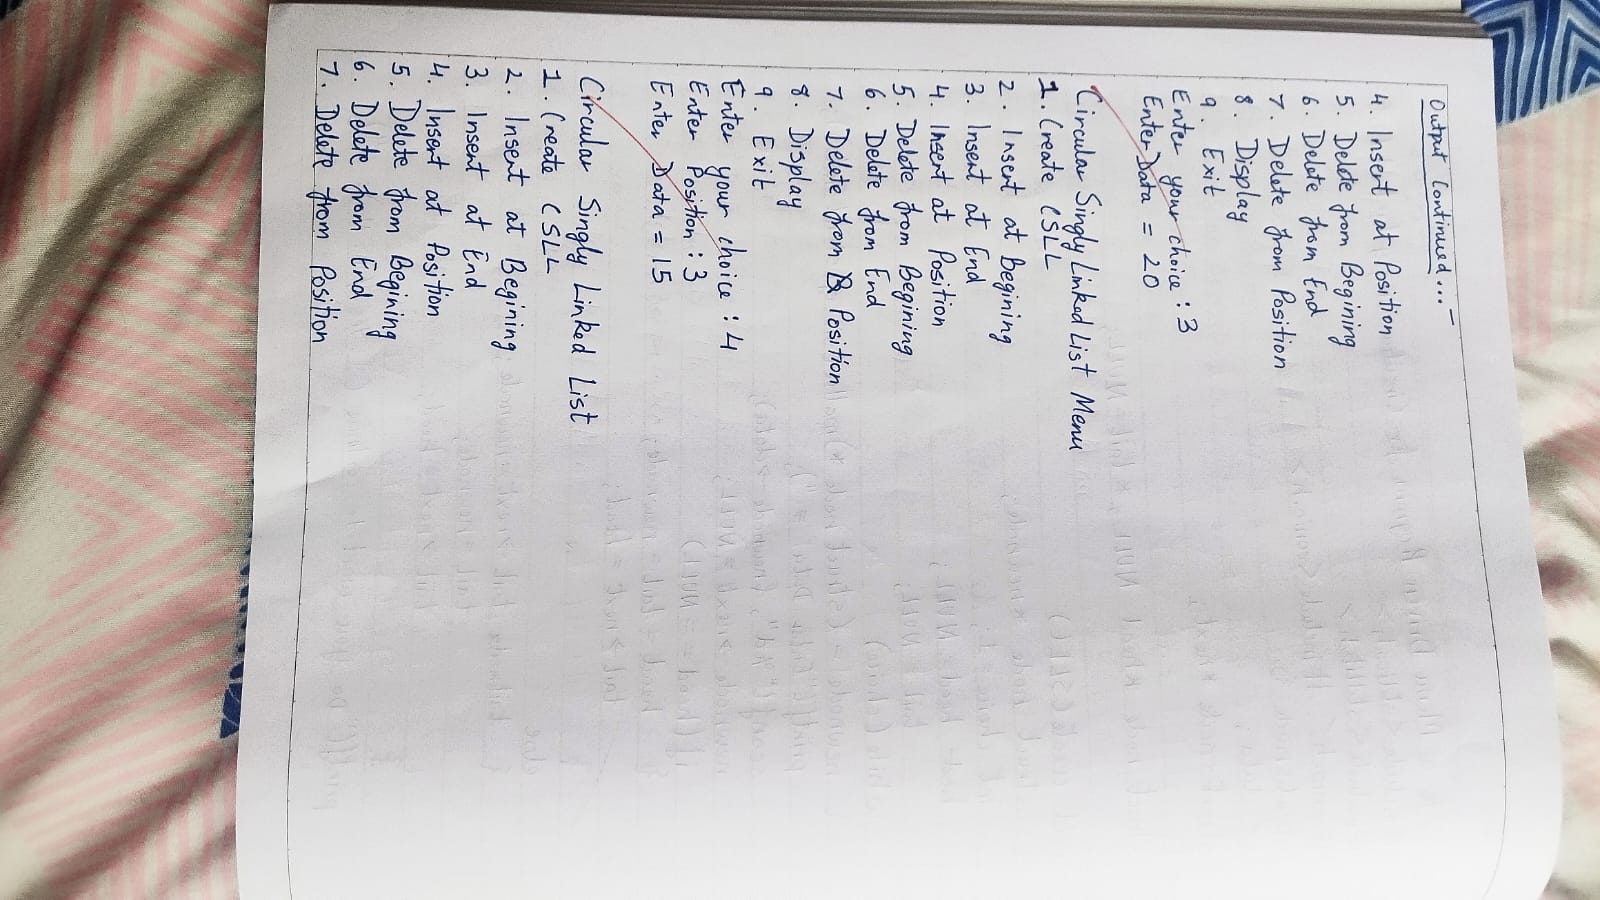 Output Continued...-
4. Insert at Position
5. Delete from Begining
6. Delete from End
7. Delete from Position
8. Display
9. Exit
Enter your choice : 3
Enter Data = 20
Circular Singly Linked List Menu
1. Create CSLL
2. Insert at Begining
3. Insert at End
4. Insert at Position
5. Delete from Begining
6. Delete from End
7. Delete from Position
8. Display
9. Exit
Enter your choice : 4
Enter Position : 3
Enter Data = 15
Circular Singly Linked List
1. Create CSLL
2. Insert at Begining
3. Insert at End
4. Insert at Position
5. Delete from Begining
6. Delete from End
7. Delete from Position